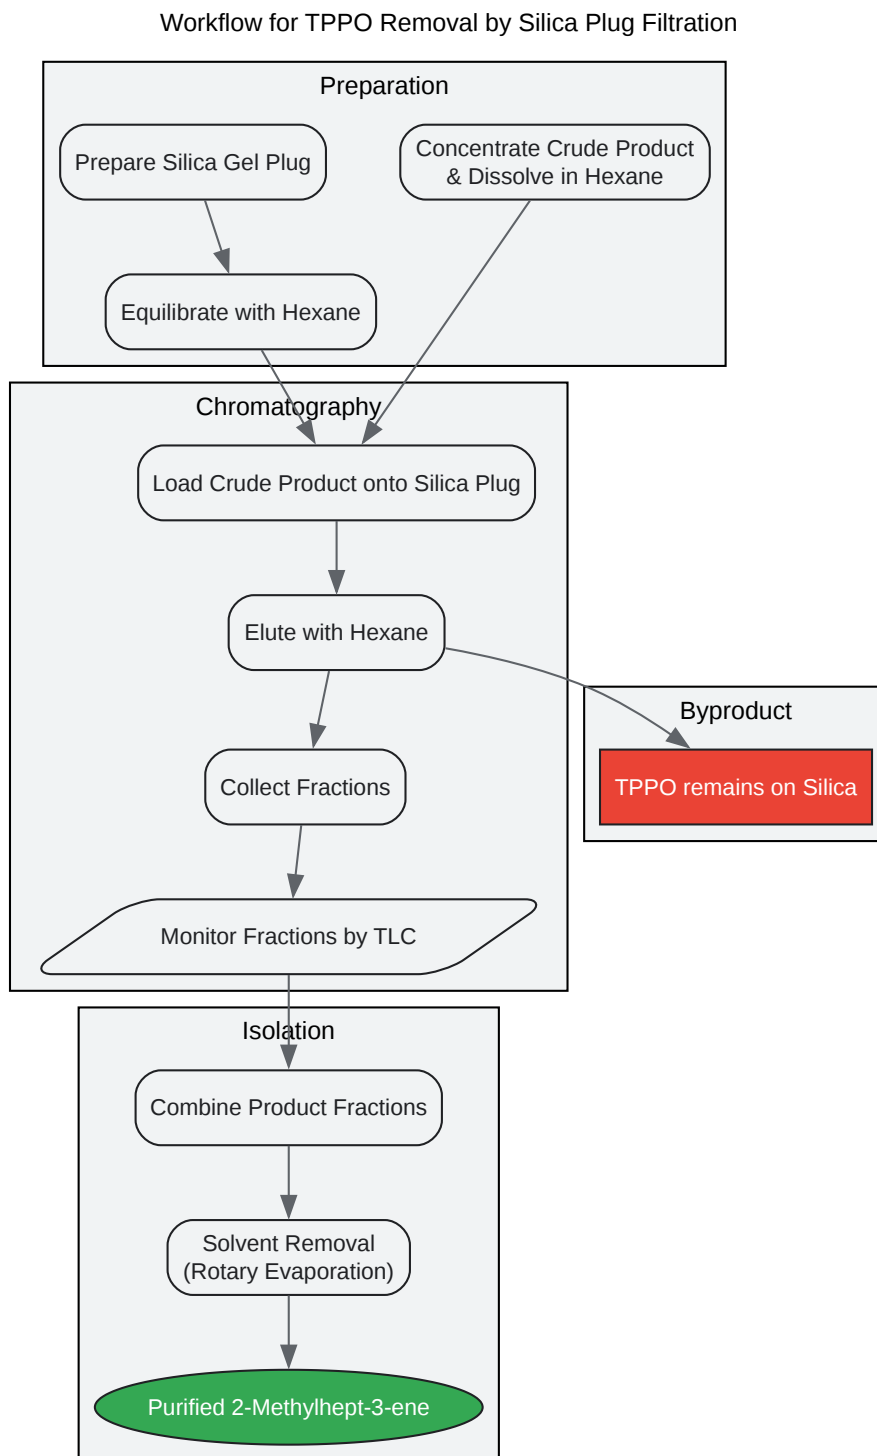 Workflow for TPPO Removal by Silica Plug Filtration
Preparation
Prepare Silica Gel Plug
Concentrate Crude Product
& Dissolve in Hexane
Equilibrate with Hexane
Chromatography
Load Crude Product onto Silica Plug
Elute with Hexane
Byproduct
TPPO remains on Silica
Collect Fractions
Monitor Fractions by TLC
Isolation
Combine Product Fractions
Solvent Removal
(Rotary Evaporation)
Purified 2-Methylhept-3-ene